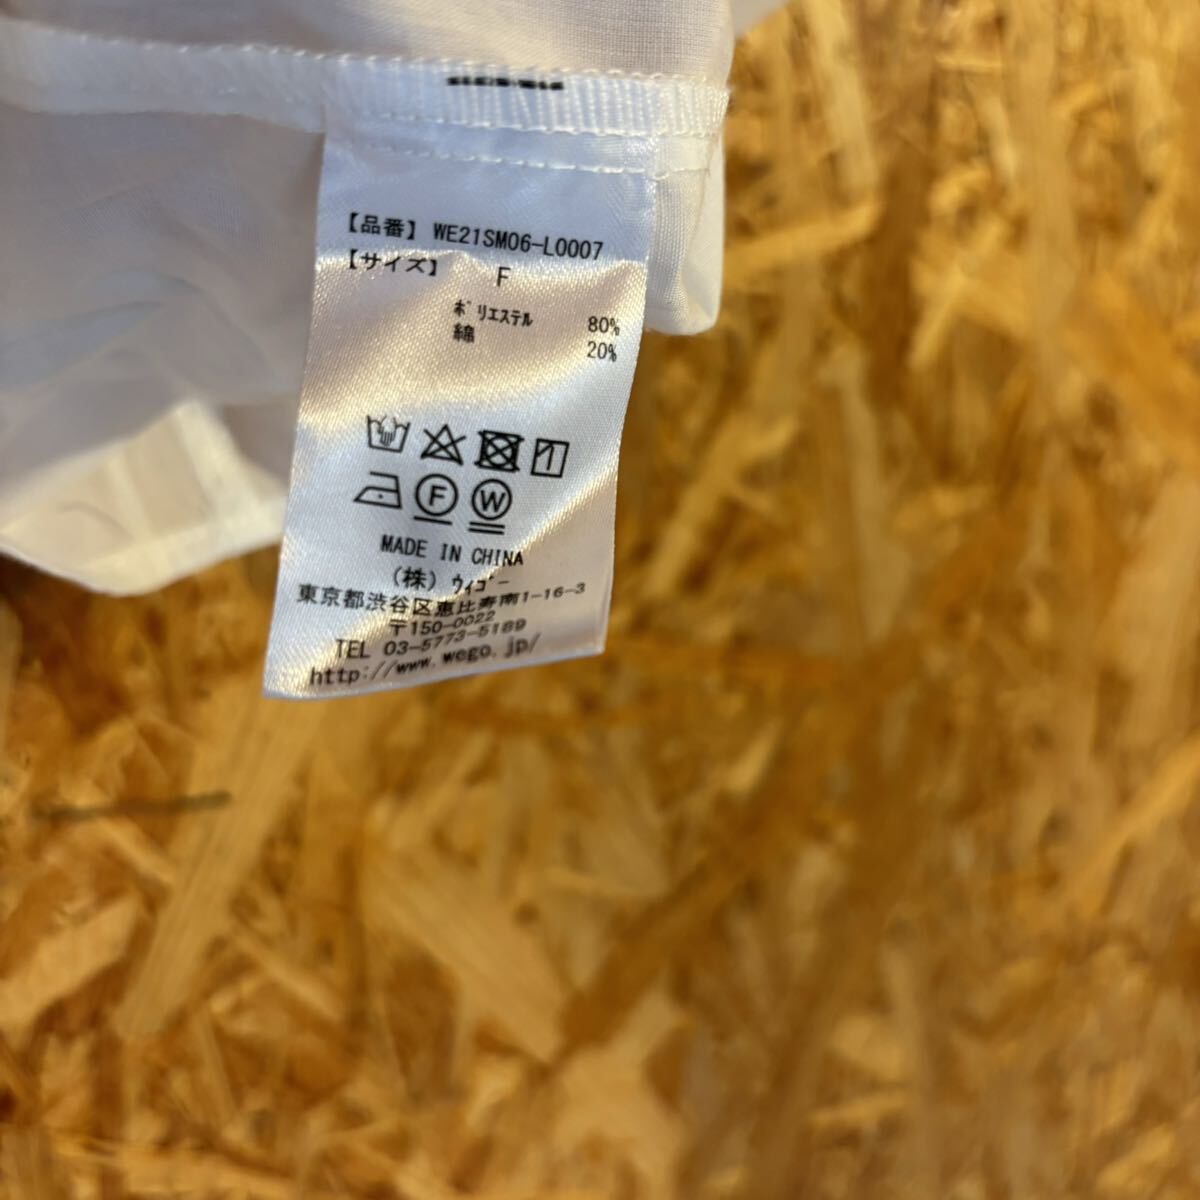 【品番】 WE21SM06-L0007
【サイズ】 F
ポリエステル 80%
綿 20%
F W
MADE IN CHINA
(株) ウィゴー
東京都渋谷区恵比寿南1-16-3
〒150-0022
TEL 03-5773-5189
http://www.wego.jp/